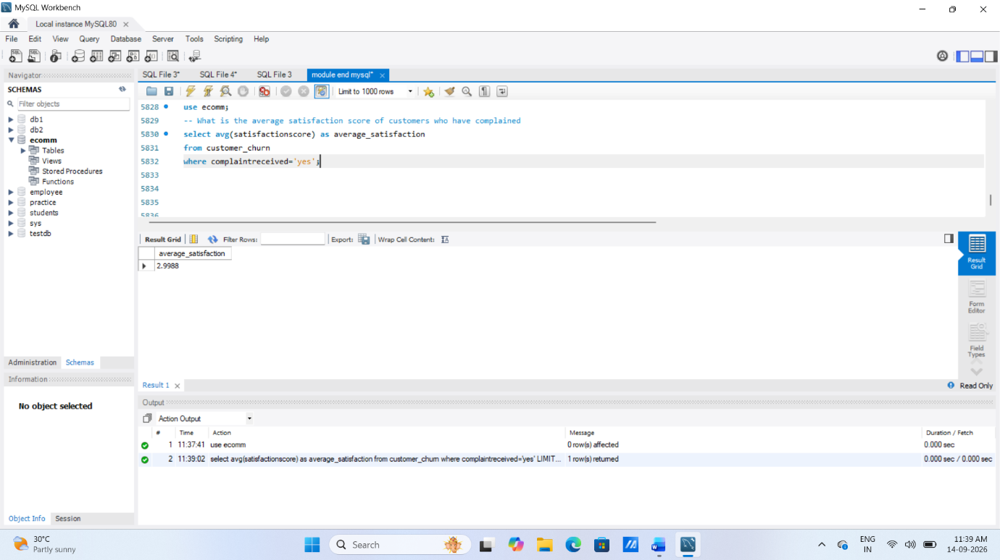 MySQL Workbench
Local instance MySQL80
File Edit View Query Database Server Tools Scripting Help
Navigator
SCHEMAS
Filter objects
db1
db2
ecomm
Tables
Views
Stored Procedures
Functions
employee
practice
students
sys
testdb
Administration Schemas
Information
No object selected
Object Info Session
SQL File 3* SQL File 4* SQL File 3 module end mysql*
Limit to 1000 rows
5828 use ecomm;
5829 -- What is the average satisfaction score of customers who have complained
5830 select avg(satisfactionscore) as average_satisfaction
5831 from customer_churn
5832 where complaintreceived='yes';
5833
5834
5835
5836
Result Grid Filter Rows: Export: Wrap Cell Content:
average_satisfaction
2.9988
Result Grid
Form Editor
Field Types
Result 1
Read Only
Output
Action Output
# Time Action Message Duration / Fetch
1 11:37:41 use ecomm 0 row(s) affected 0.000 sec
2 11:39:02 select avg(satisfactionscore) as average_satisfaction from customer_churn where complaintreceived='yes' LIMIT... 1 row(s) returned 0.000 sec / 0.000 sec
30°C
Partly sunny
Search
ENG
IN
11:39 AM
14-09-2026